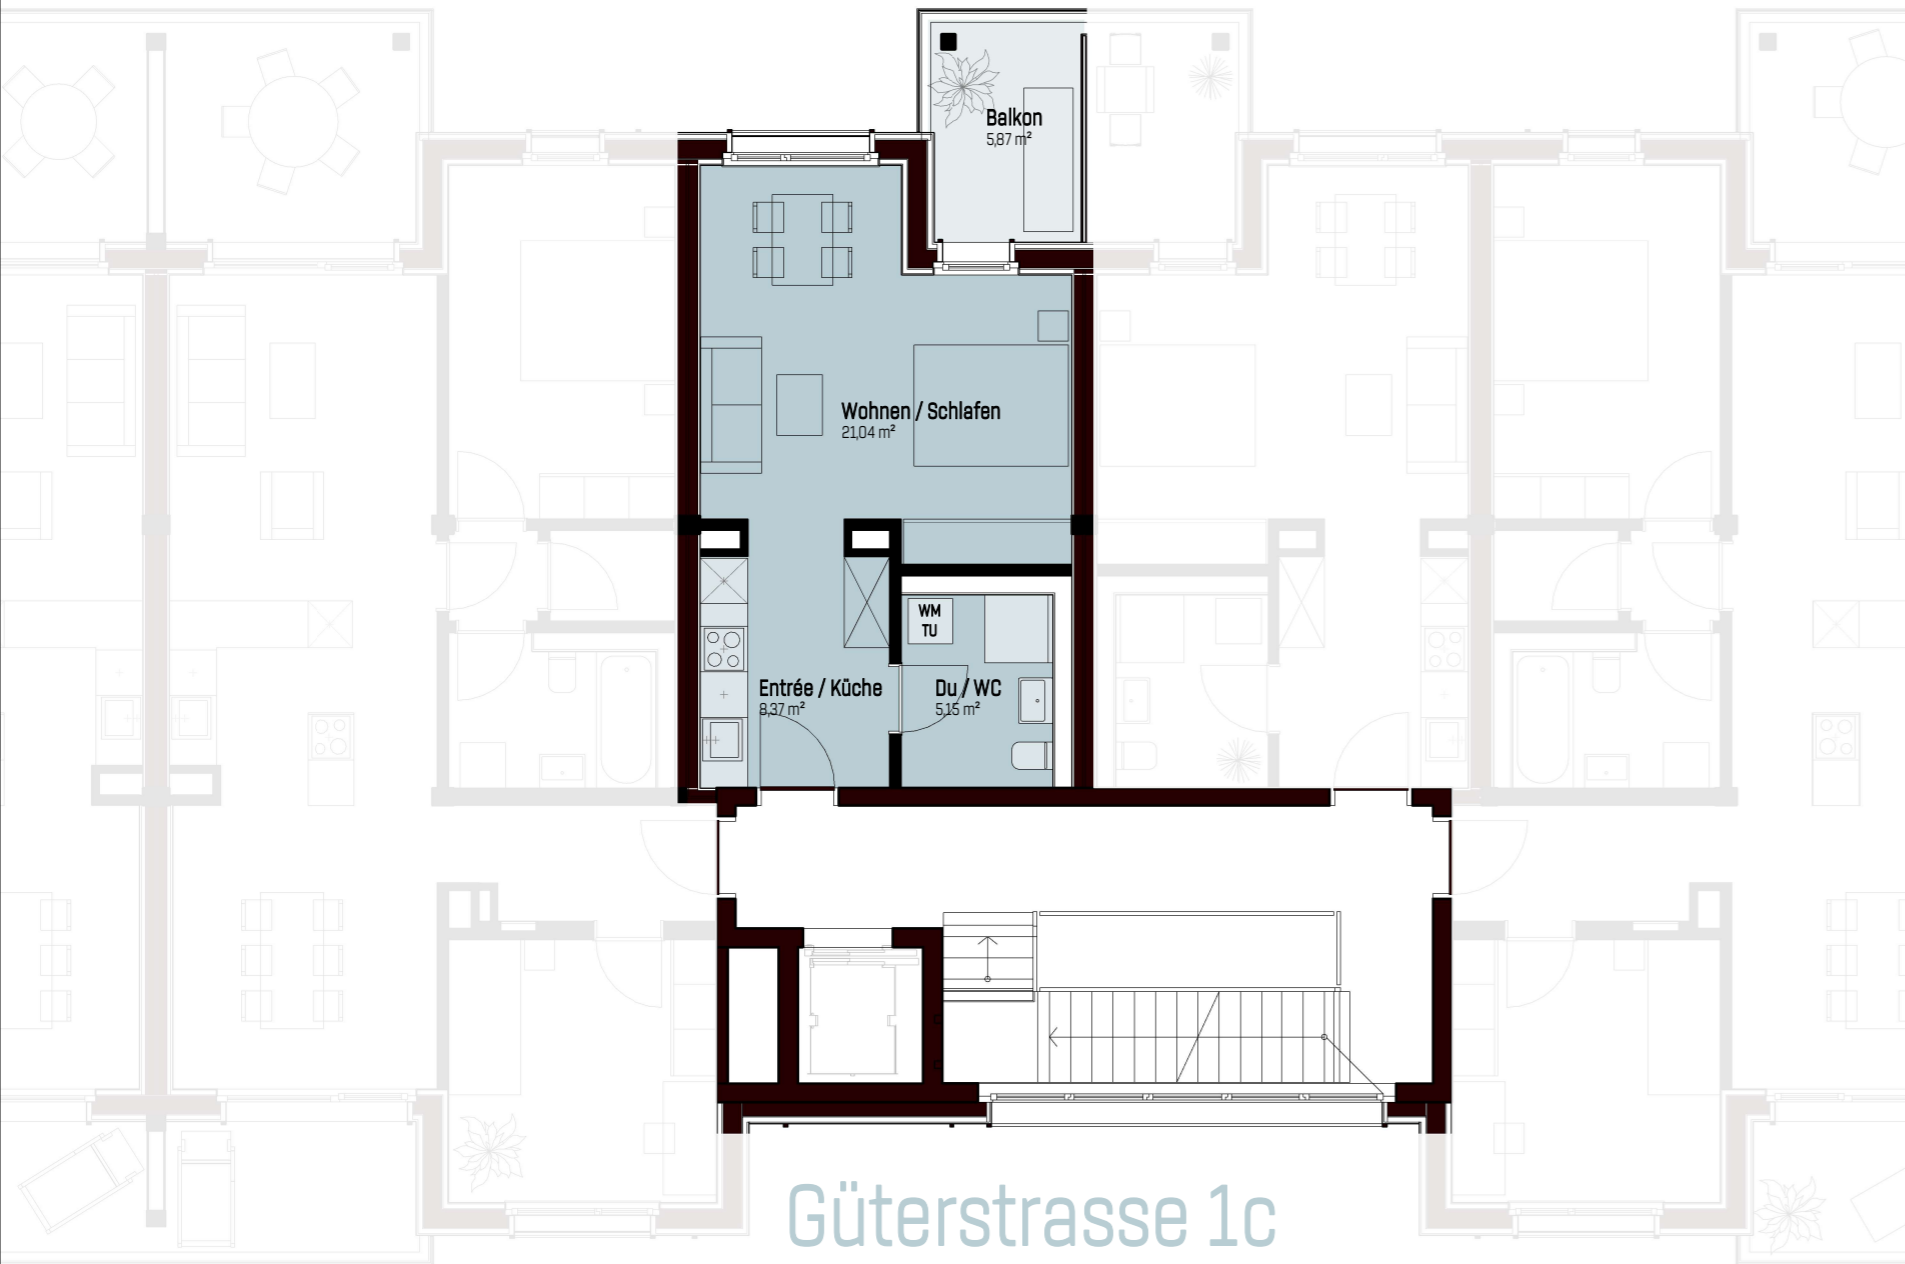 Balkon
5,87 m²
Wohnen / Schlafen
21,04 m²
WM
TU
Entrée / Küche
8,37 m²
Du / WC
5,15 m²
Güterstrasse 1c